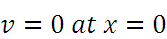 v = 0 at x = 0